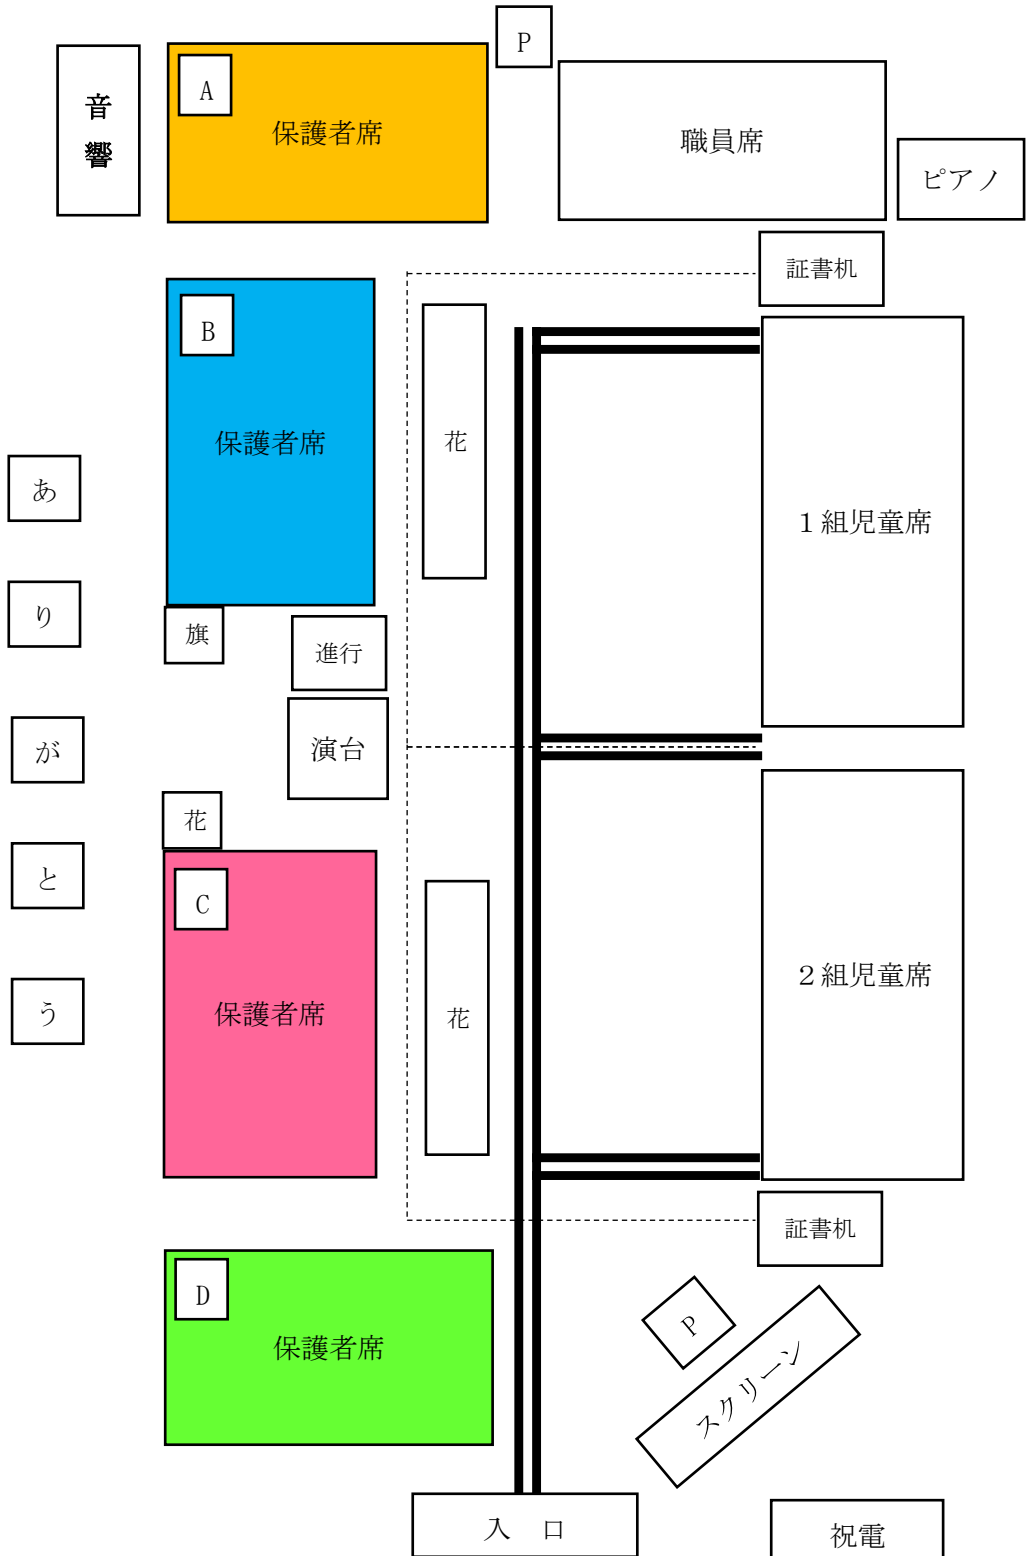 P
音
響
A
保護者席
職員席
ピアノ
証書机
B
保護者席
花
１組児童席
あ
り
が
と
う
旗
進行
演台
花
C
保護者席
花
２組児童席
証書机
D
保護者席
P
スクリーン
入　口
祝電